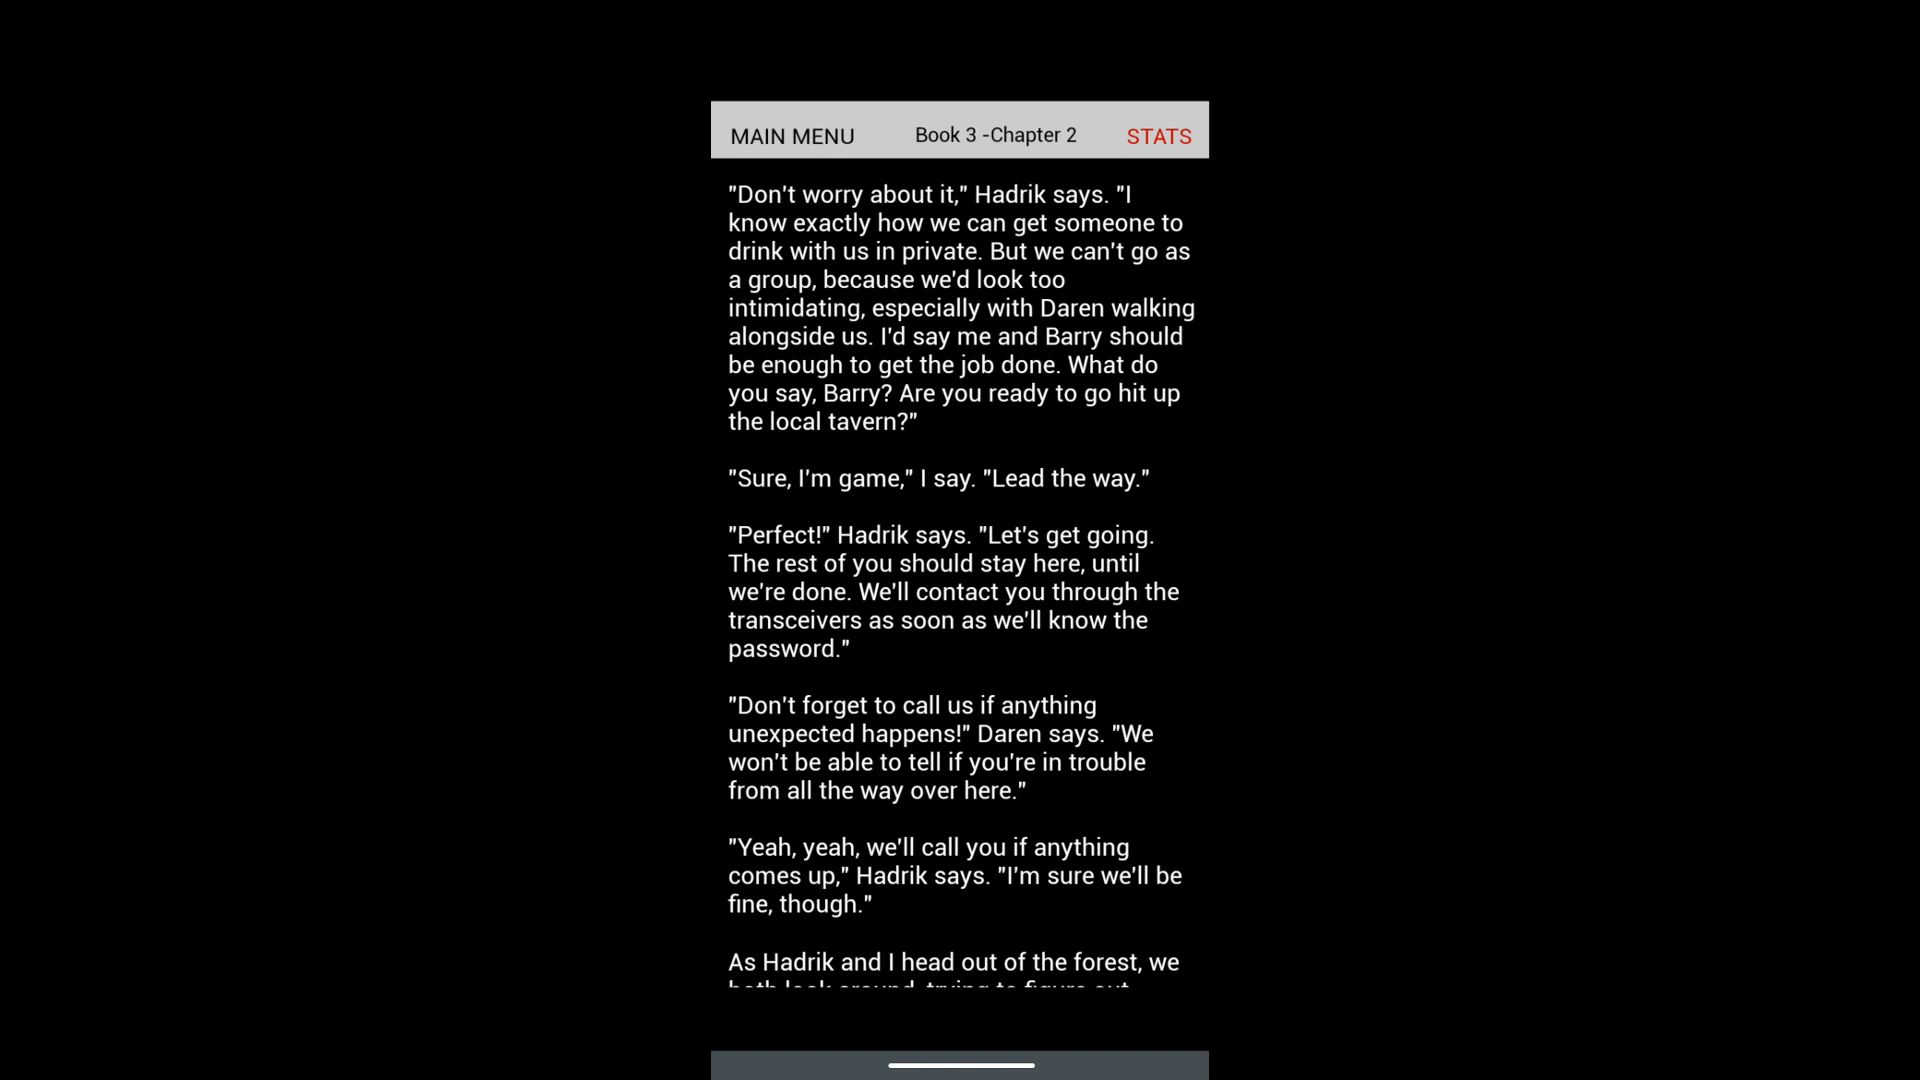 MAIN MENU
Book 3 -Chapter 2
STATS
"Don't worry about it," Hadrik says. "I
know exactly how we can get someone to
drink with us in private. But we can't go as
a group, because we'd look too
intimidating, especially with Daren walking
alongside us. I'd say me and Barry should
be enough to get the job done. What do
you say, Barry? Are you ready to go hit up
the local tavern?"
"Sure, I'm game," I say. "Lead the way."
"Perfect!" Hadrik says. "Let's get going.
The rest of you should stay here, until
we're done. We'll contact you through the
transceivers as soon as we'll know the
password."
"Don't forget to call us if anything
unexpected happens!" Daren says. "We
won't be able to tell if you're in trouble
from all the way over here."
"Yeah, yeah, we'll call you if anything
comes up," Hadrik says. "I'm sure we'll be
fine, though."
As Hadrik and I head out of the forest, we
both look around, trying to figure out